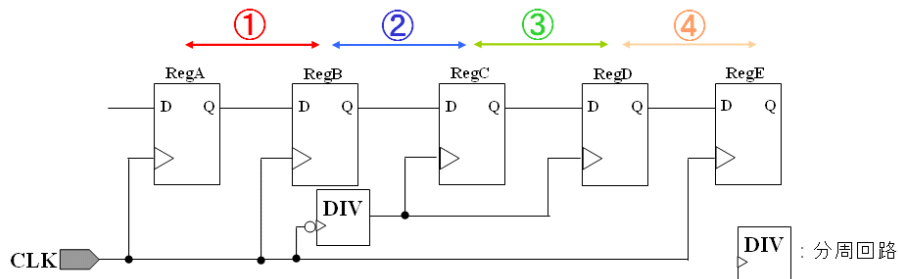 ① ② ③ ④
RegA RegB RegC RegD RegE
D Q D Q D Q D Q D Q
DIV
CLK
DIV : 分周回路